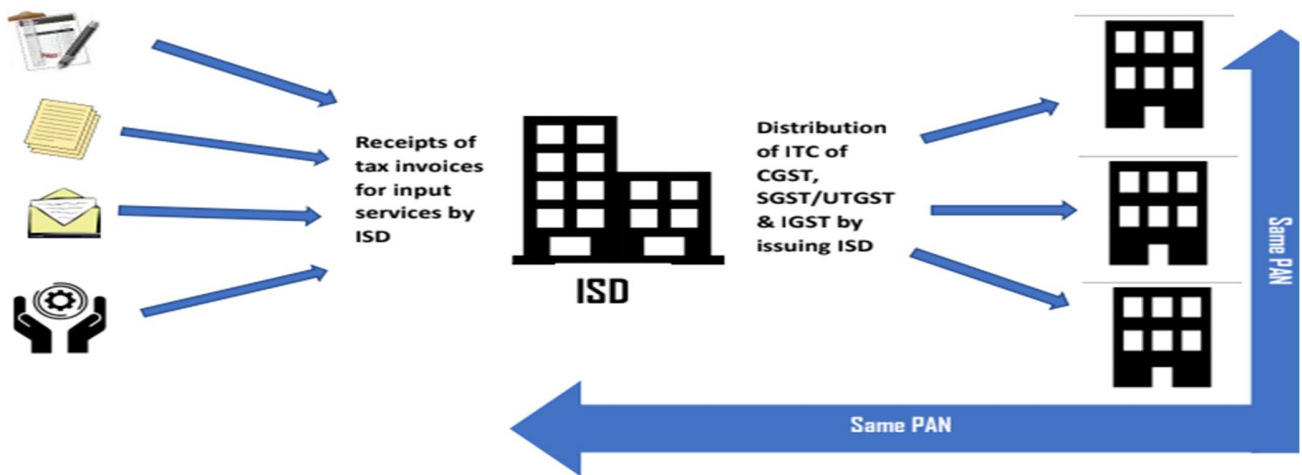 Receipts of
tax invoices
for input
services by
ISD
ISD
Distribution
of ITC of
CGST,
SGST/UTGST
& IGST by
issuing ISD
Same PAN
Same PAN